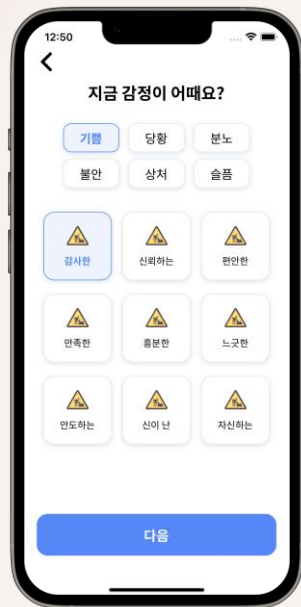 12:50
지금 감정이 어때요?
기쁨 당황 분노
불안 상처 슬픔
감사한 신뢰하는 편안한
만족한 흥분한 느긋한
안도하는 신이 난 자신하는
다음